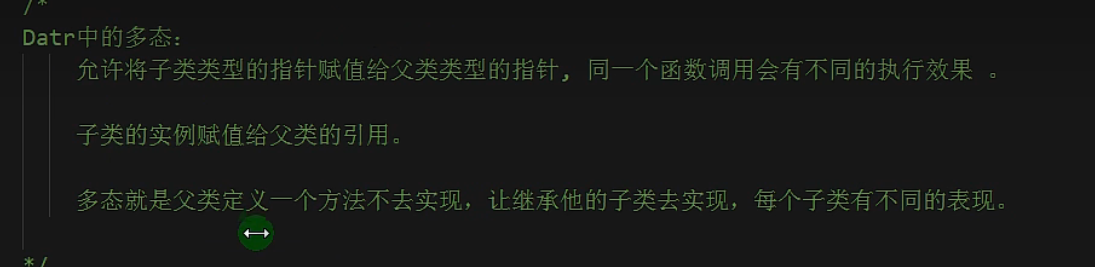 /*
Datr中的多态：
允许将子类类型的指针赋值给父类类型的指针, 同一个函数调用会有不同的执行效果 。
子类的实例赋值给父类的引用。
多态就是父类定义一个方法不去实现，让继承他的子类去实现，每个子类有不同的表现。
*/